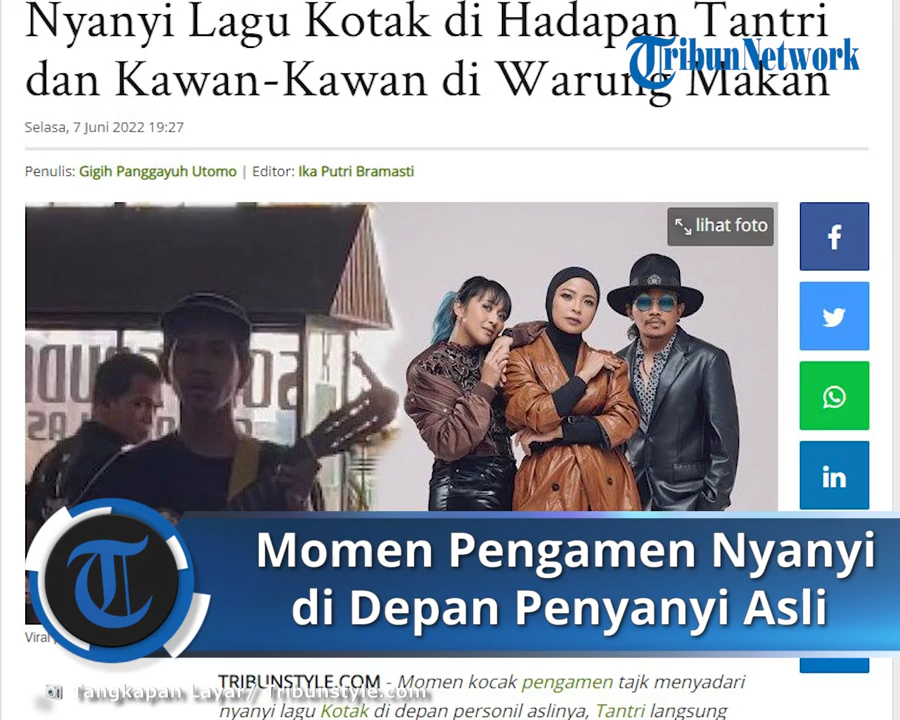 Nyanyi Lagu Kotak di Hadapan Tantri
TribunNetwork
dan Kawan-Kawan di Warung Makan
Selasa, 7 Juni 2022 19:27
Penulis: Gigih Panggayuh Utomo | Editor: Ika Putri Bramasti
lihat foto
Momen Pengamen Nyanyi
di Depan Penyanyi Asli
Viral
TRIBUNSTYLE.COM - Momen kocak pengamen tajk menyadari
Tangkapan Layar/ Tribunstyle.com
nyanyi lagu Kotak di depan personil aslinya, Tantri langsung